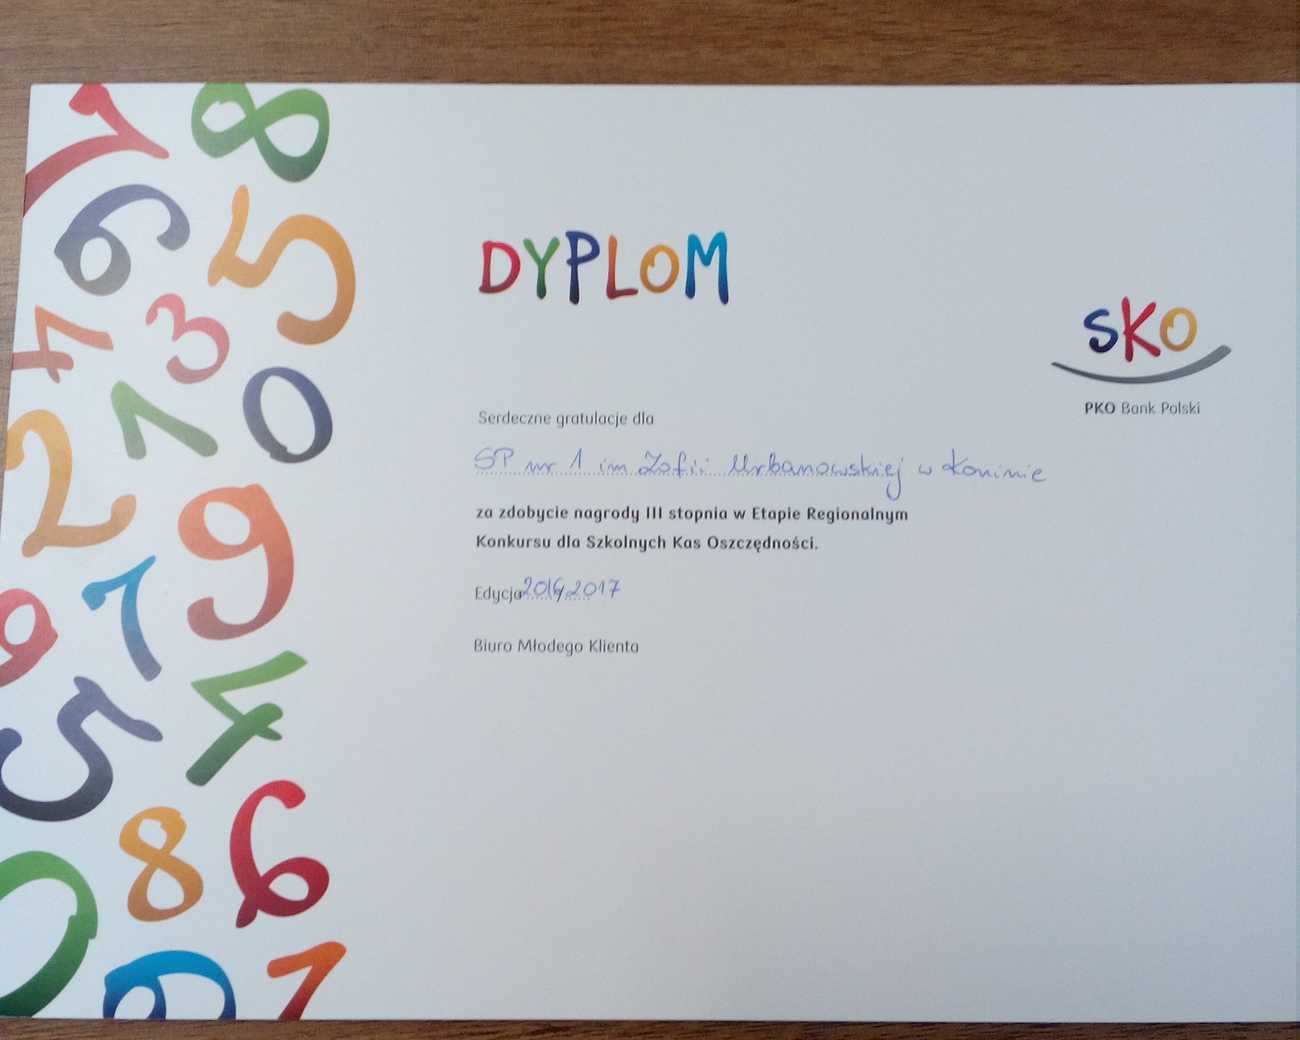 DYPLOM
SKO
PKO Bank Polski
Serdeczne gratulacje dla
SP nr 1 im Zofii Urbanowskiej w Koninie
za zdobycie nagrody III stopnia w Etapie Regionalnym
Konkursu dla Szkolnych Kas Oszczędności.
Edycja 2016/2017
Biuro Młodego Klienta